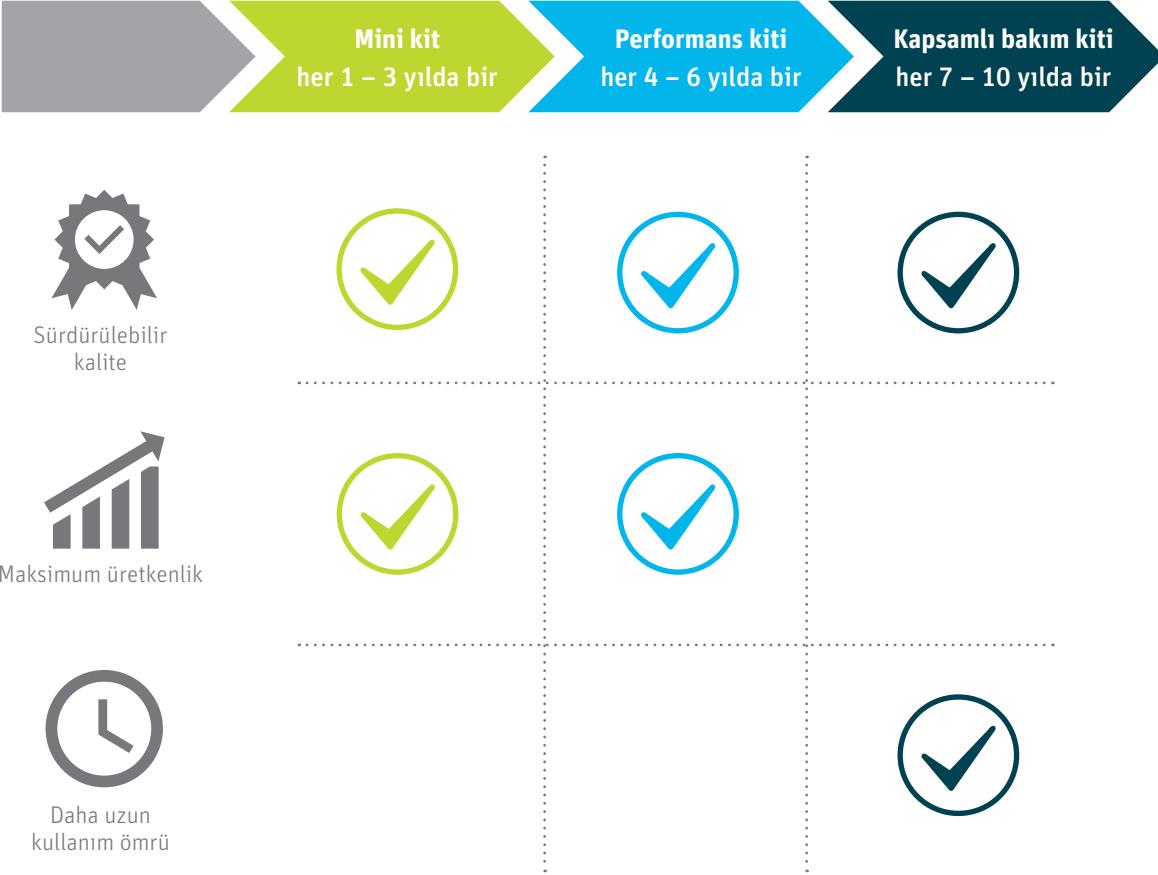 Mini kit
her 1 – 3 yılda bir
Performans kiti
her 4 – 6 yılda bir
Kapsamlı bakım kiti
her 7 – 10 yılda bir
Sürdürülebilir
kalite
Maksimum üretkenlik
Daha uzun
kullanım ömrü